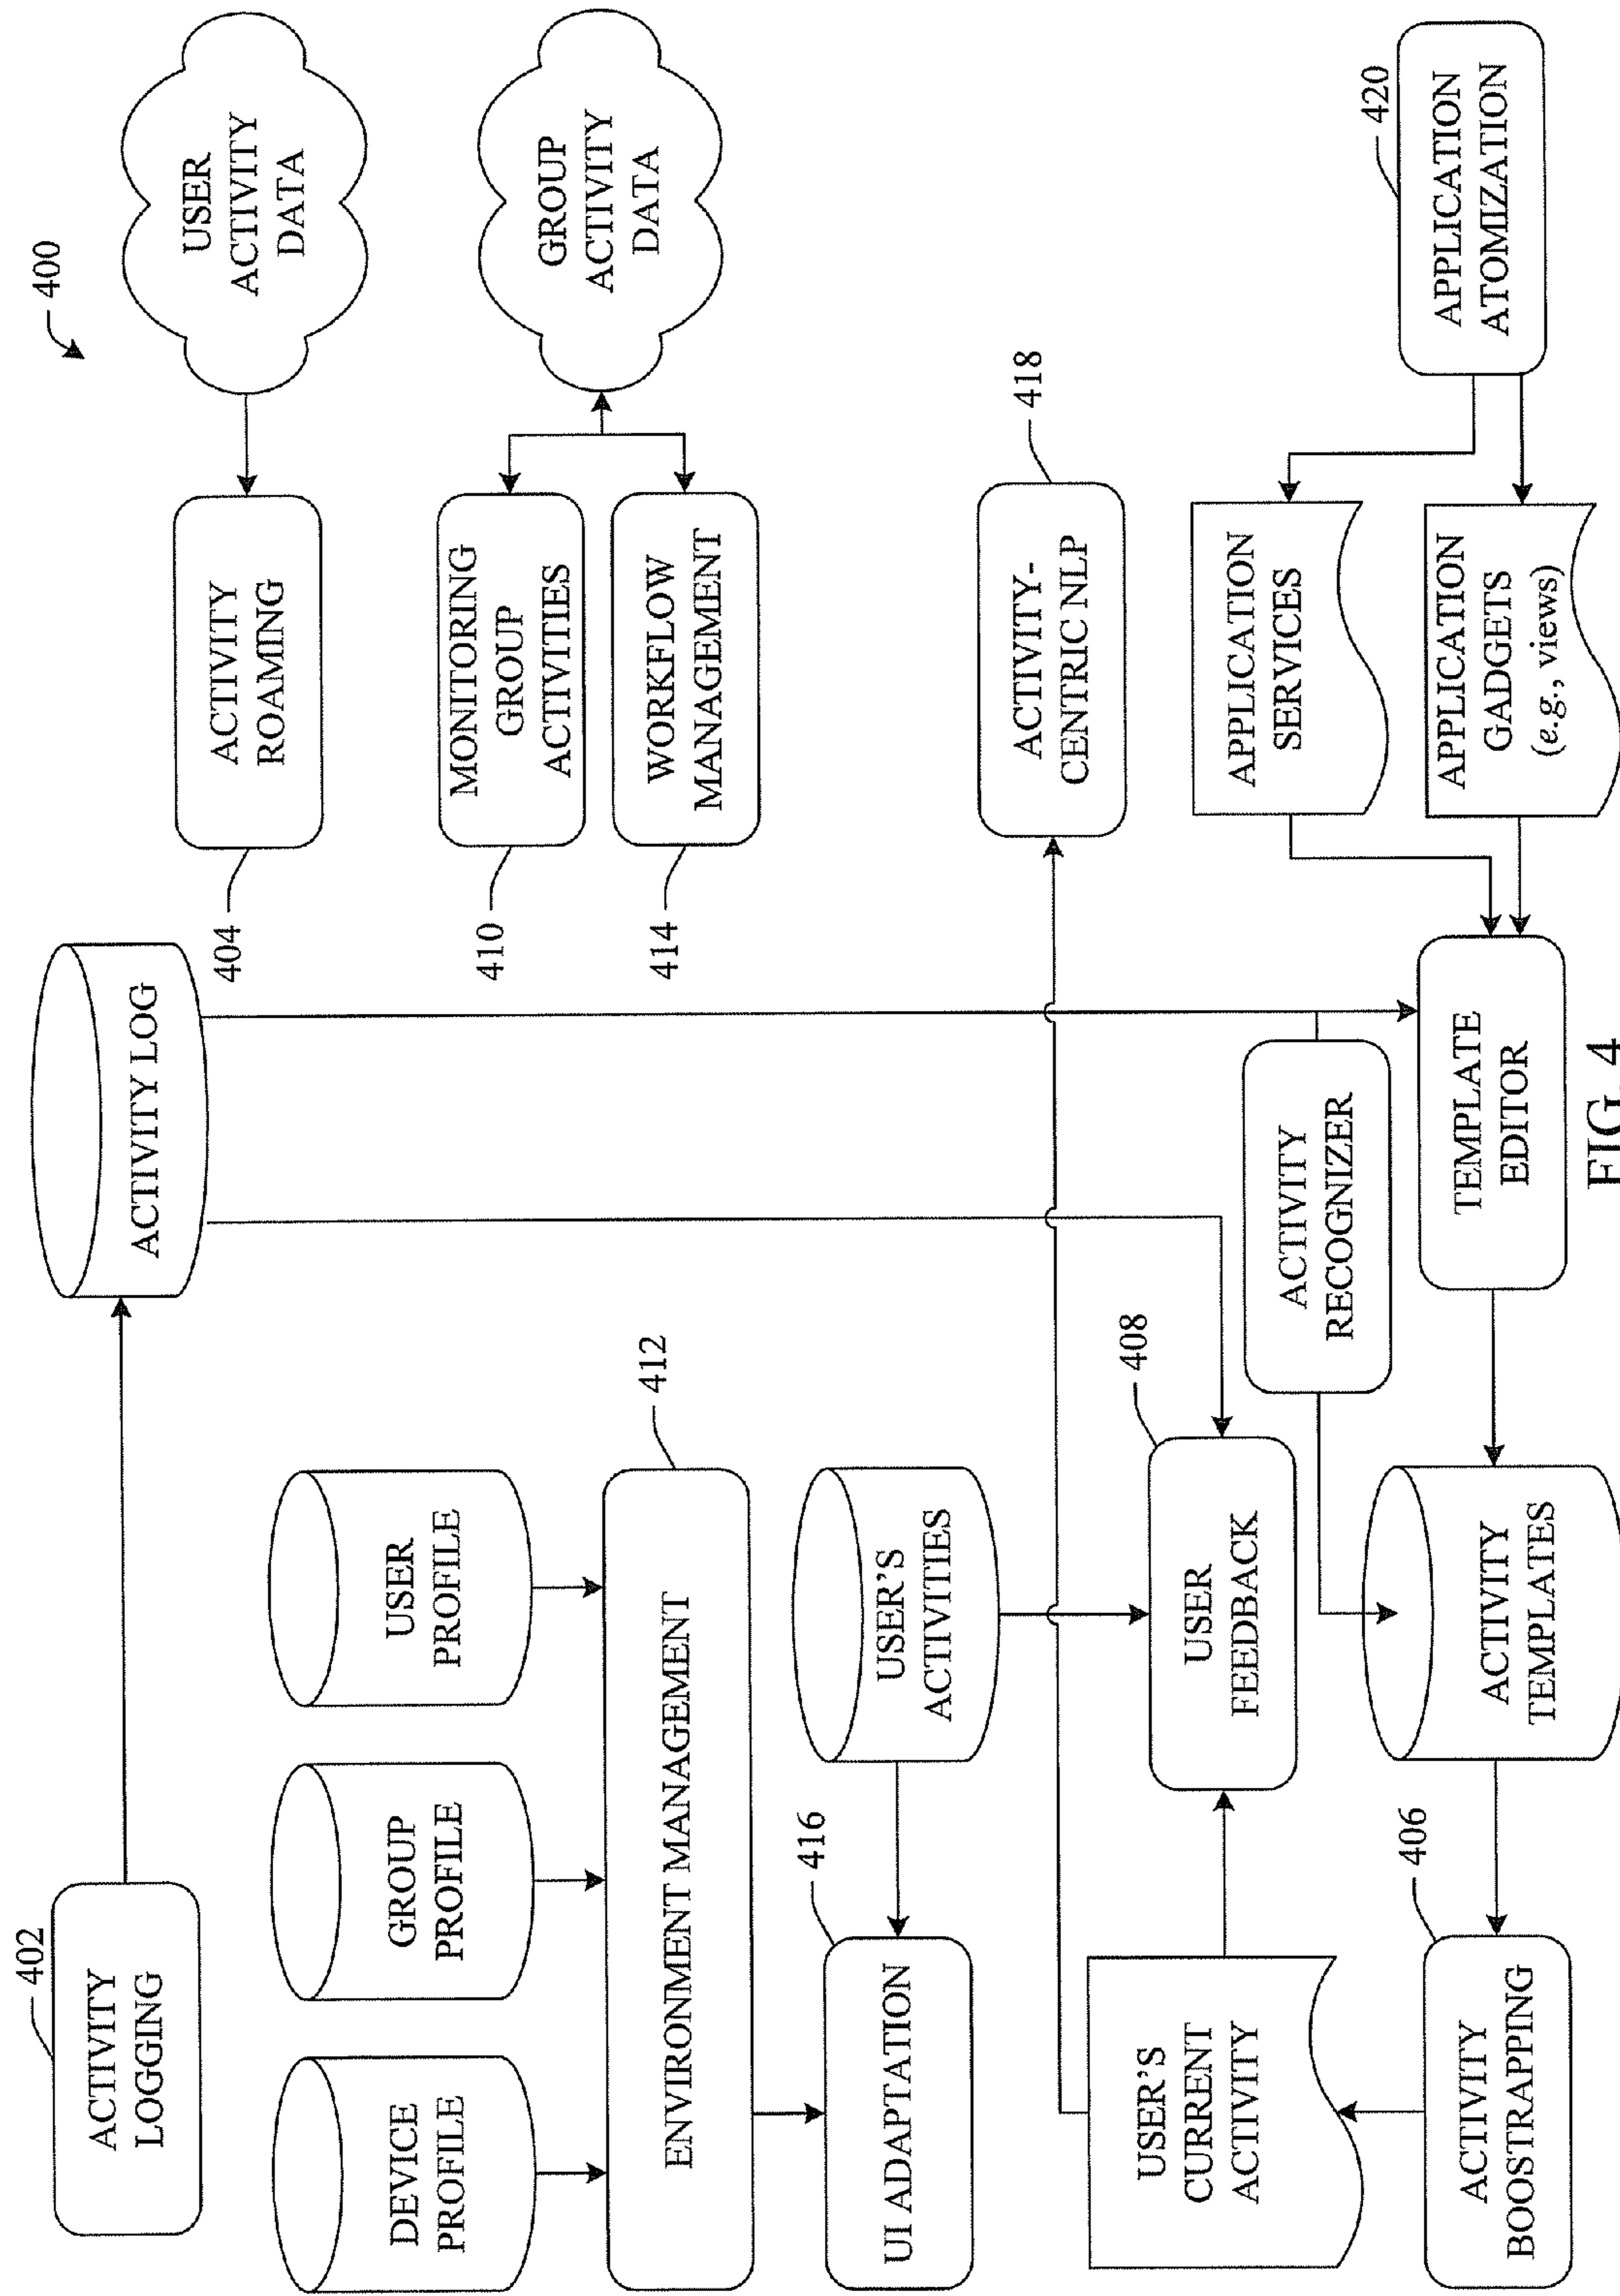 400
402
ACTIVITY
LOGGING
ACTIVITY LOG
404
ACTIVITY
ROAMING
USER
ACTIVITY
DATA
DEVICE
PROFILE
GROUP
PROFILE
USER
PROFILE
412
ENVIRONMENT MANAGEMENT
410
MONITORING
GROUP
ACTIVITIES
414
WORKFLOW
MANAGEMENT
GROUP
ACTIVITY
DATA
416
UI ADAPTATION
USER'S
ACTIVITIES
418
ACTIVITY-
CENTRIC NLP
USER'S
CURRENT
ACTIVITY
408
USER
FEEDBACK
ACTIVITY
RECOGNIZER
APPLICATION
SERVICES
420
APPLICATION
ATOMIZATION
406
ACTIVITY
BOOSTRAPPING
ACTIVITY
TEMPLATES
TEMPLATE
EDITOR
APPLICATION
GADGETS
(e.g., views)
FIG. 4